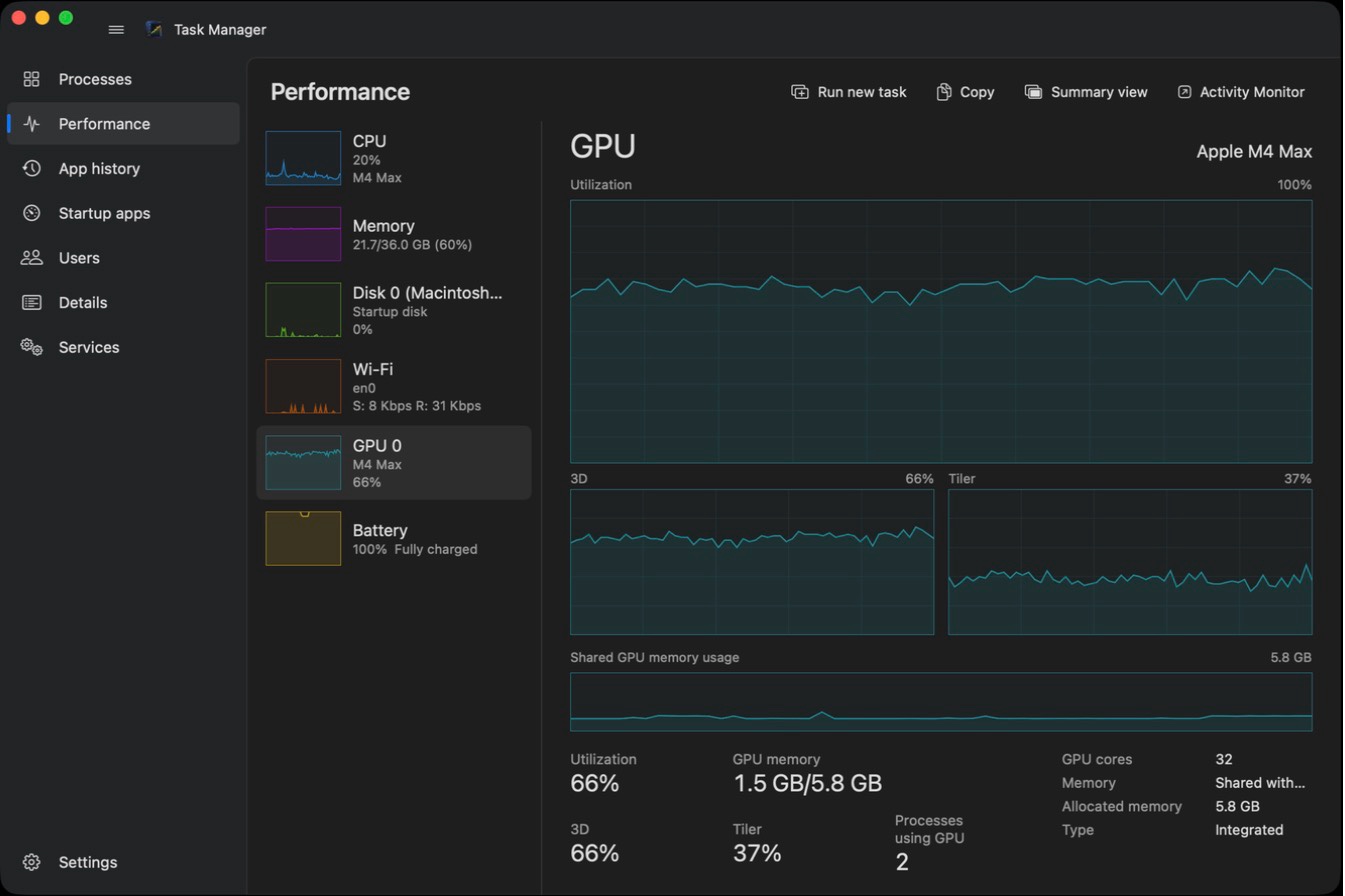 Task Manager
Processes
Performance
App history
Startup apps
Users
Details
Services
Settings
Performance
Run new task
Copy
Summary view
Activity Monitor
CPU
20%
M4 Max
Memory
21.7/36.0 GB (60%)
Disk 0 (Macintosh...
Startup disk
0%
Wi-Fi
en0
S: 8 Kbps R: 31 Kbps
GPU 0
M4 Max
66%
Battery
100% Fully charged
GPU
Apple M4 Max
Utilization
100%
3D
66%
Tiler
37%
Shared GPU memory usage
5.8 GB
Utilization
66%
GPU memory
1.5 GB/5.8 GB
3D
66%
Tiler
37%
Processes
using GPU
2
GPU cores
32
Memory
Shared with...
Allocated memory
5.8 GB
Type
Integrated